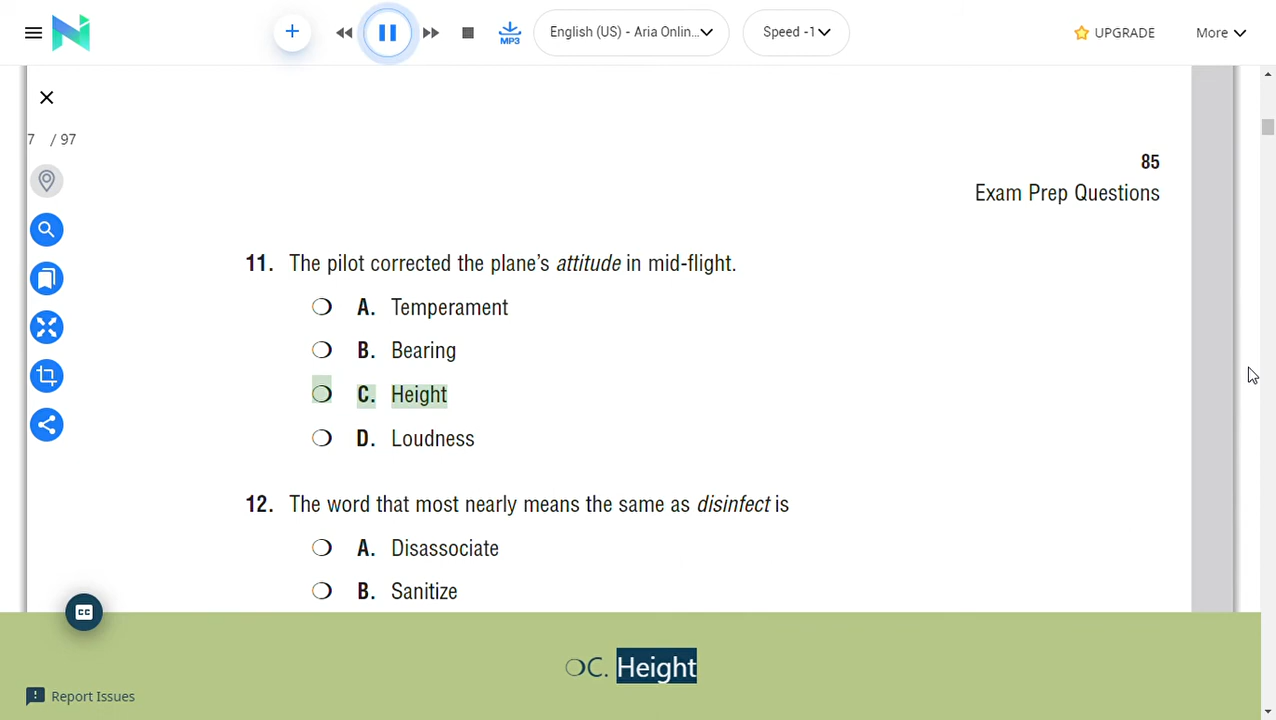 MP3
English (US) - Aria Onlin...
Speed -1
UPGRADE
More
7 / 97
85
Exam Prep Questions
11. The pilot corrected the plane's attitude in mid-flight.
❍ A. Temperament
❍ B. Bearing
❍ C. Height
❍ D. Loudness
12. The word that most nearly means the same as disinfect is
❍ A. Disassociate
❍ B. Sanitize
CC
❍C. Height
Report Issues